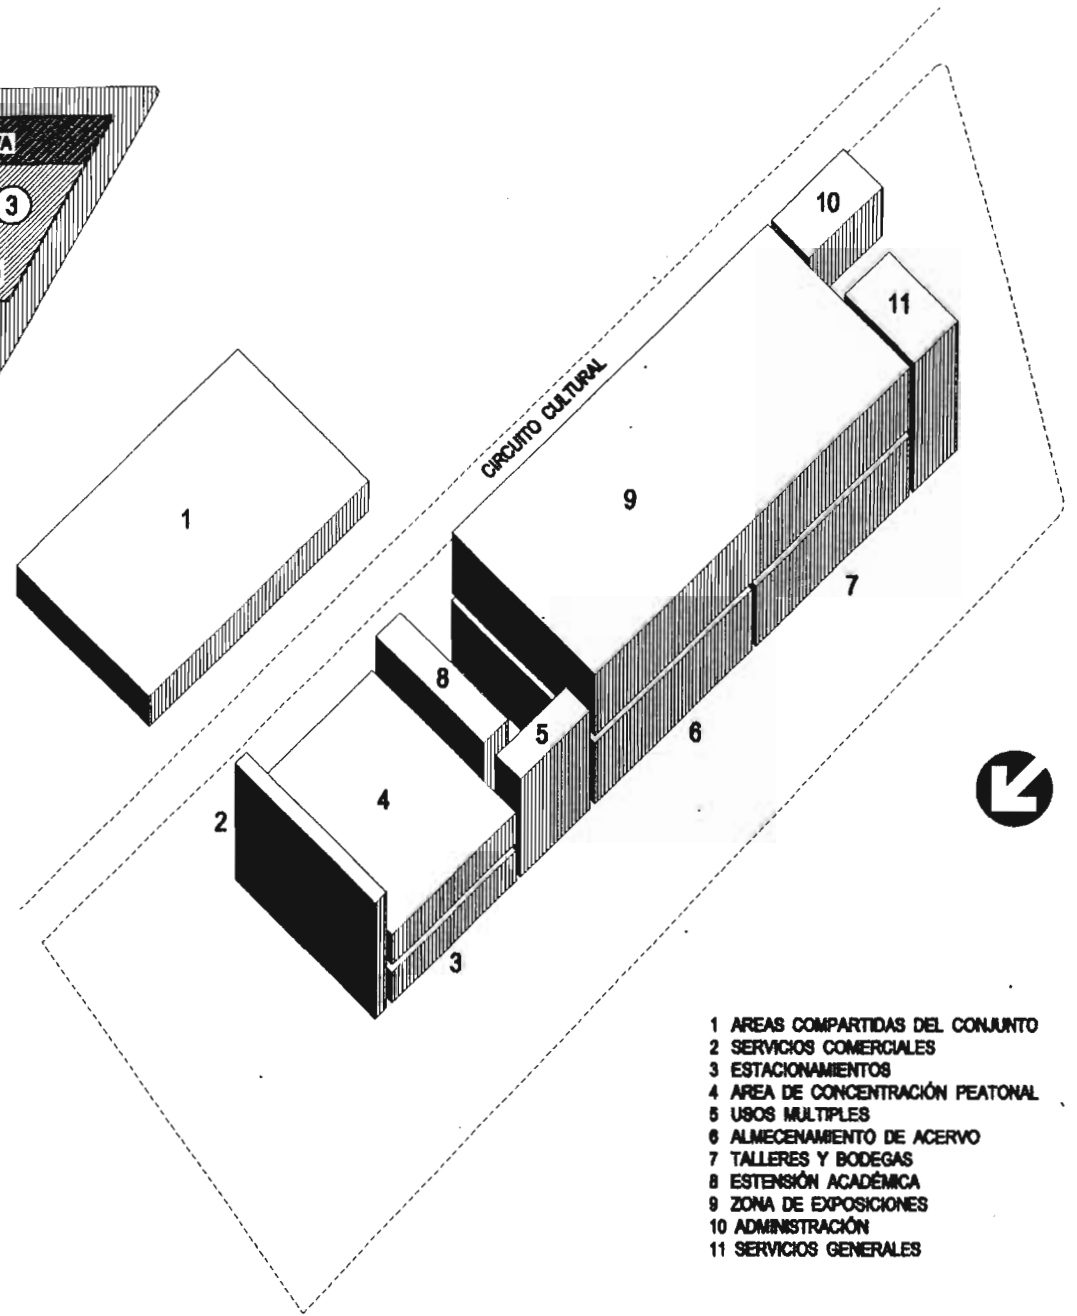 VA
3
10
11
CIRCUITO CULTURAL
9
1
7
8
5
6
4
2
3
1 AREAS COMPARTIDAS DEL CONJUNTO
2 SERVICIOS COMERCIALES
3 ESTACIONAMIENTOS
4 AREA DE CONCENTRACIÓN PEATONAL
5 USOS MULTIPLES
6 ALMECENAMIENTO DE ACERVO
7 TALLERES Y BODEGAS
8 ESTENSIÓN ACADÉMICA
9 ZONA DE EXPOSICIONES
10 ADMINISTRACIÓN
11 SERVICIOS GENERALES